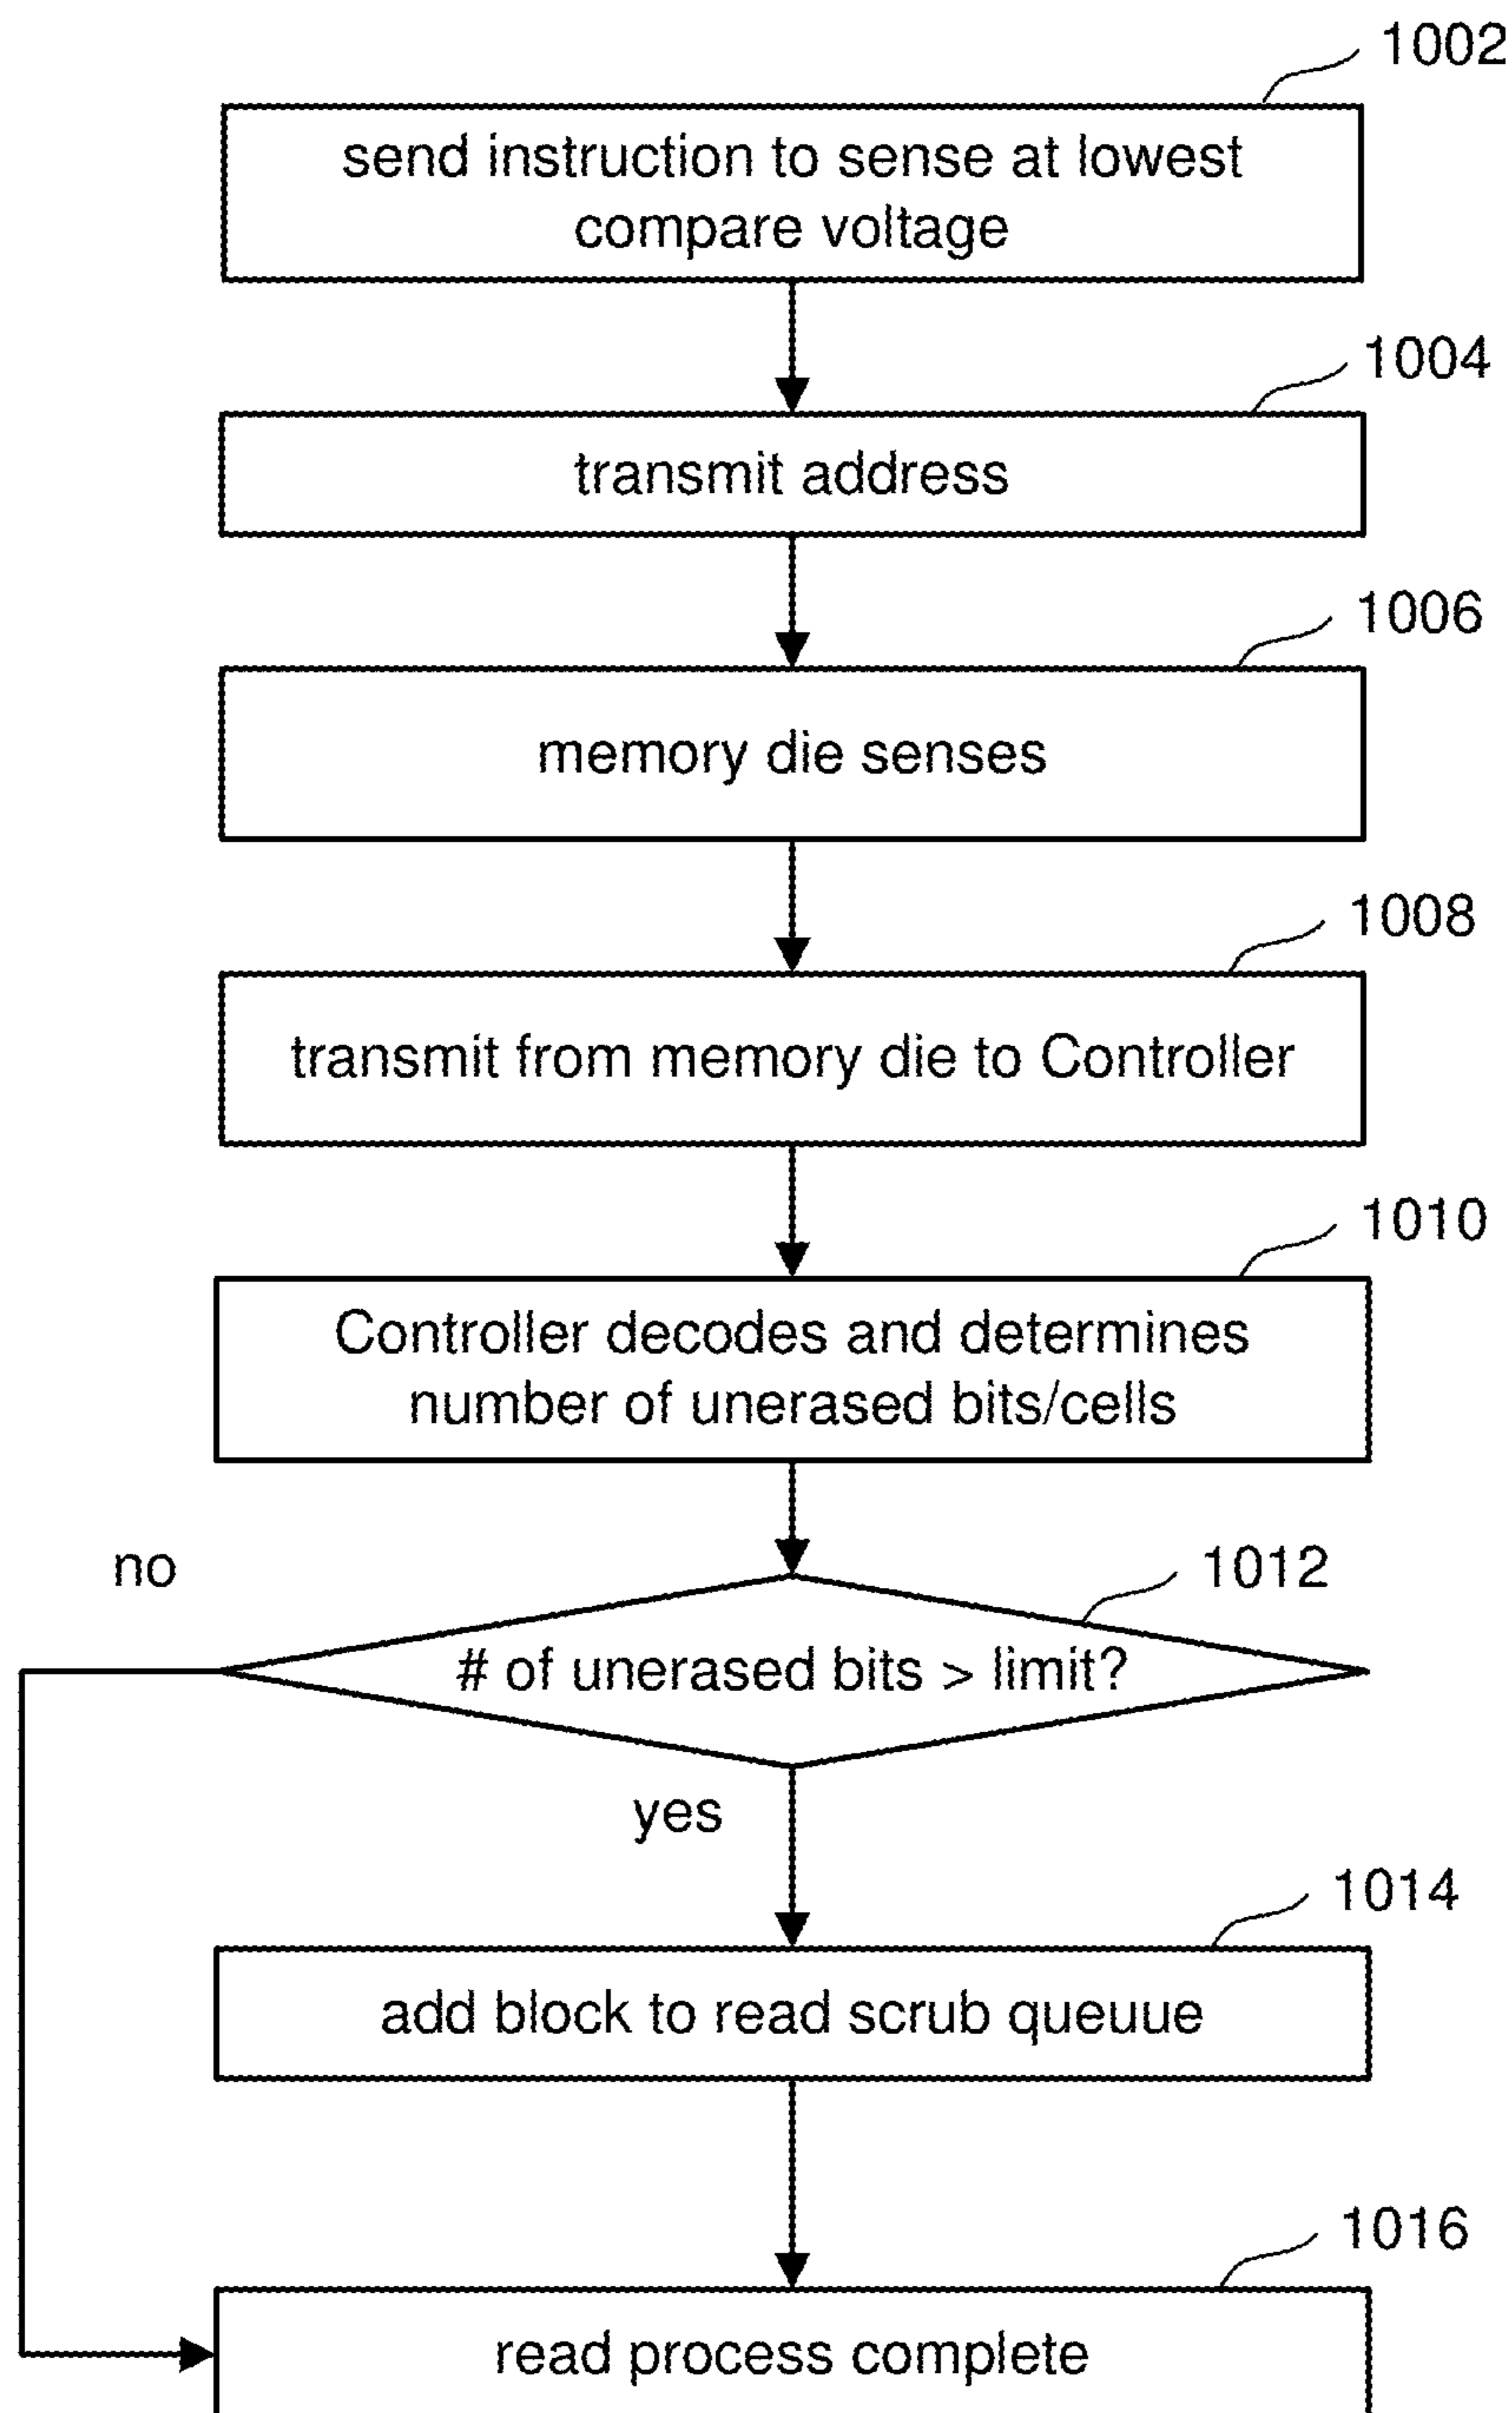 1002
send instruction to sense at lowest
compare voltage
1004
transmit address
1006
memory die senses
1008
transmit from memory die to Controller
1010
Controller decodes and determines
number of unerased bits/cells
no
1012
# of unerased bits > limit?
yes
1014
add block to read scrub queuue
1016
read process complete